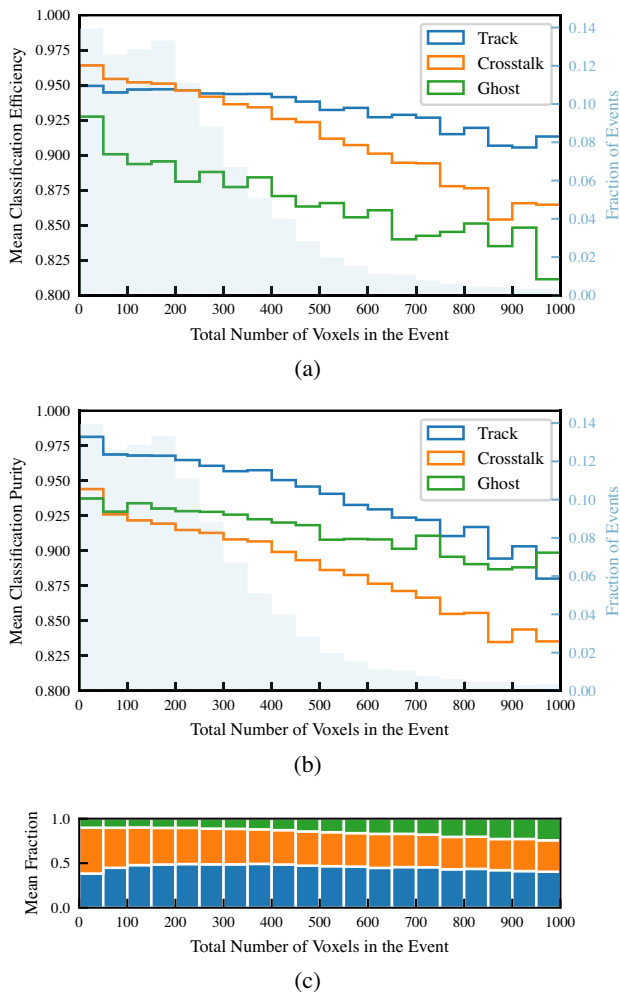 1.000
0.975
0.950
0.925
0.900
0.875
0.850
0.825
0.800
Mean Classification Efficiency
Track
Crosstalk
Ghost
0.14
0.12
0.10
0.08
0.06
0.04
0.02
0.00
Fraction of Events
0 100 200 300 400 500 600 700 800 900 1000
Total Number of Voxels in the Event
(a)
1.000
0.975
0.950
0.925
0.900
0.875
0.850
0.825
0.800
Mean Classification Purity
Track
Crosstalk
Ghost
0.14
0.12
0.10
0.08
0.06
0.04
0.02
0.00
Fraction of Events
0 100 200 300 400 500 600 700 800 900 1000
Total Number of Voxels in the Event
(b)
1.0
0.5
0.0
Mean Fraction
0 100 200 300 400 500 600 700 800 900 1000
Total Number of Voxels in the Event
(c)